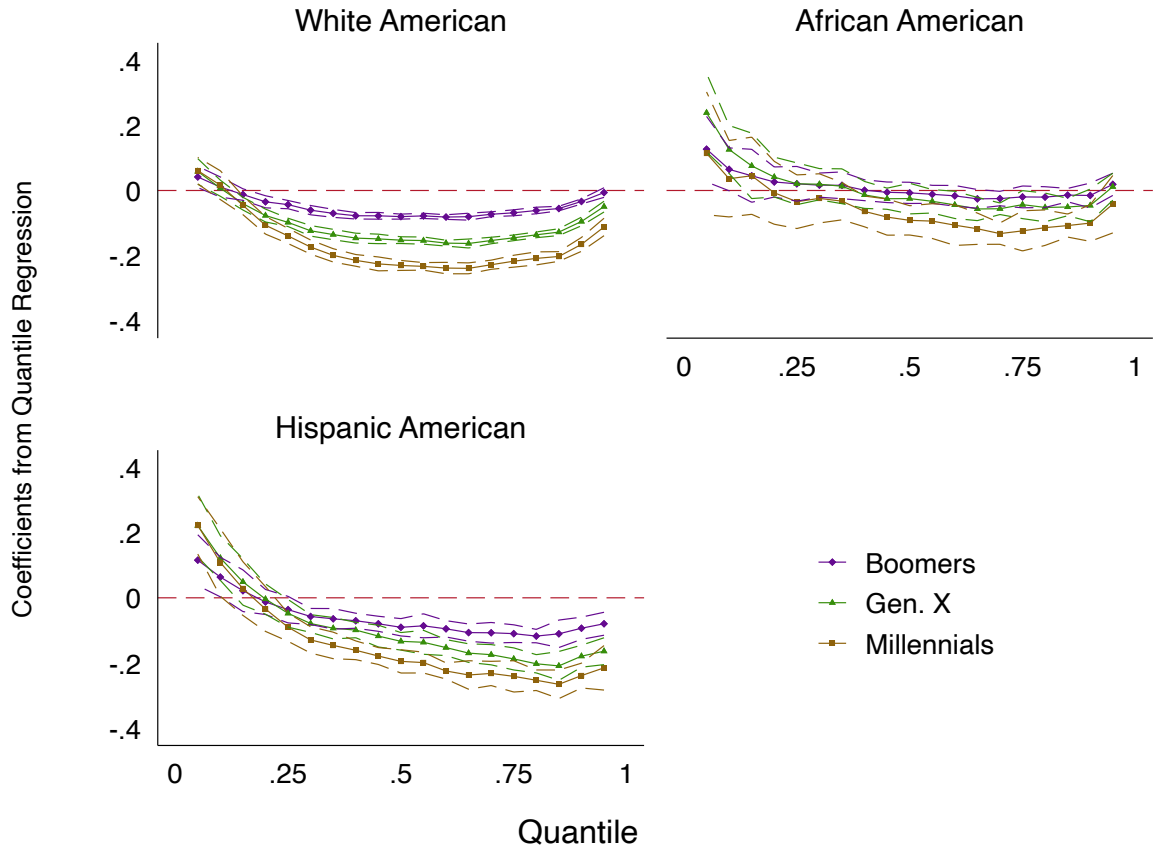 White American
African American
.4
.2
0
-.2
-.4
0 .25 .5 .75 1
Hispanic American
.4
.2
0
-.2
-.4
0 .25 .5 .75 1
Coefficients from Quantile Regression
Quantile
Boomers
Gen. X
Millennials